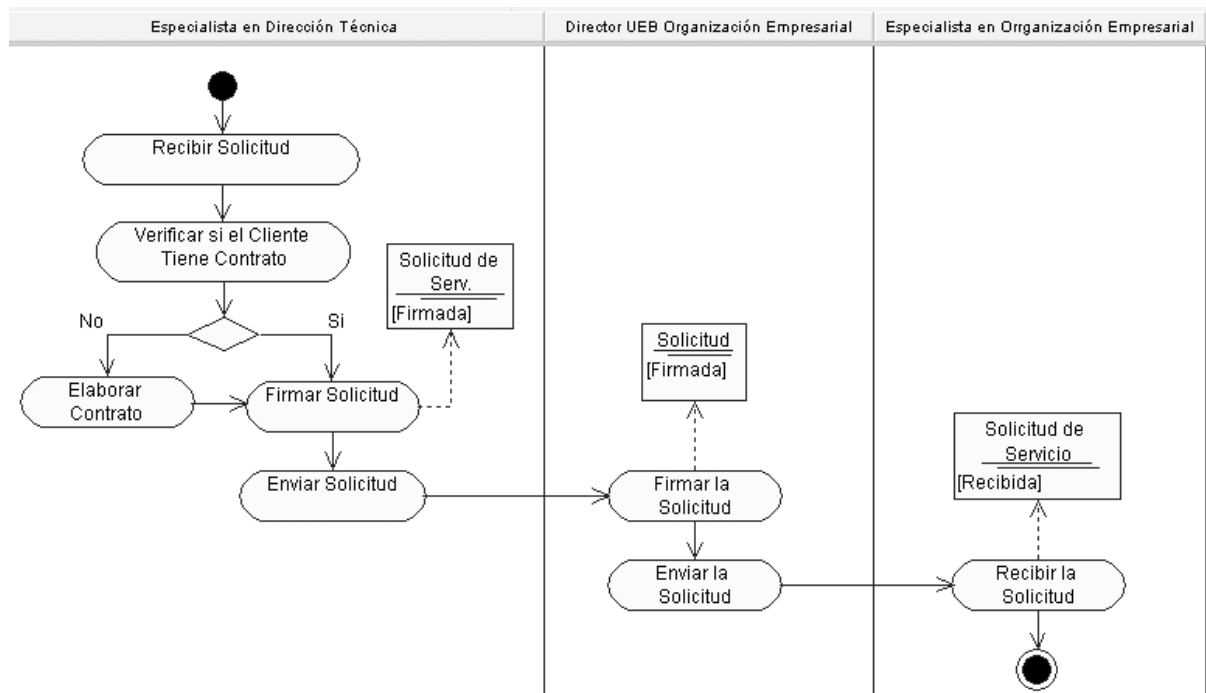 Especialista en Dirección Técnica
Director UEB Organización Empresarial
Especialista en Orrganización Empresarial
Recibir Solicitud
Verificar si el Cliente
Tiene Contrato
No
Si
Solicitud de
Serv.
[Firmada]
Elaborar
Contrato
Firmar Solicitud
Enviar Solicitud
Solicitud
[Firmada]
Firmar la
Solicitud
Enviar la
Solicitud
Solicitud de
Servicio
[Recibida]
Recibir la
Solicitud